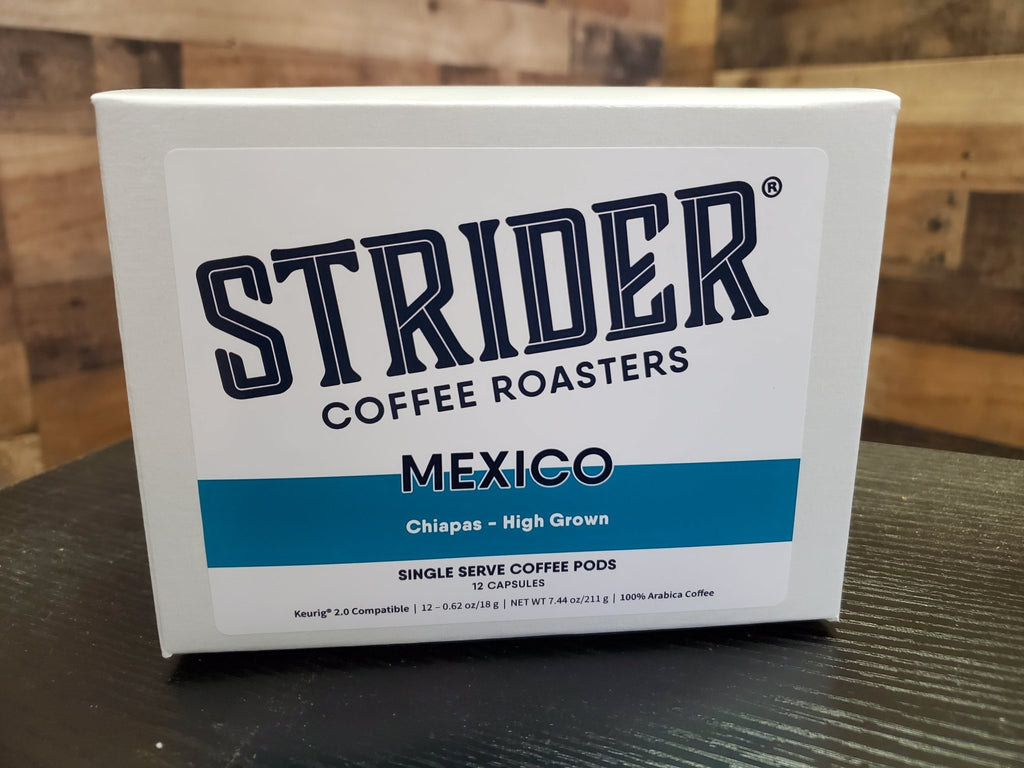 STRIDER®
COFFEE ROASTERS
MEXICO
Chiapas - High Grown
SINGLE SERVE COFFEE PODS
12 CAPSULES
Keurig® 2.0 Compatible | 12 – 0.62 oz/18 g | NET WT 7.44 oz/211 g | 100% Arabica Coffee